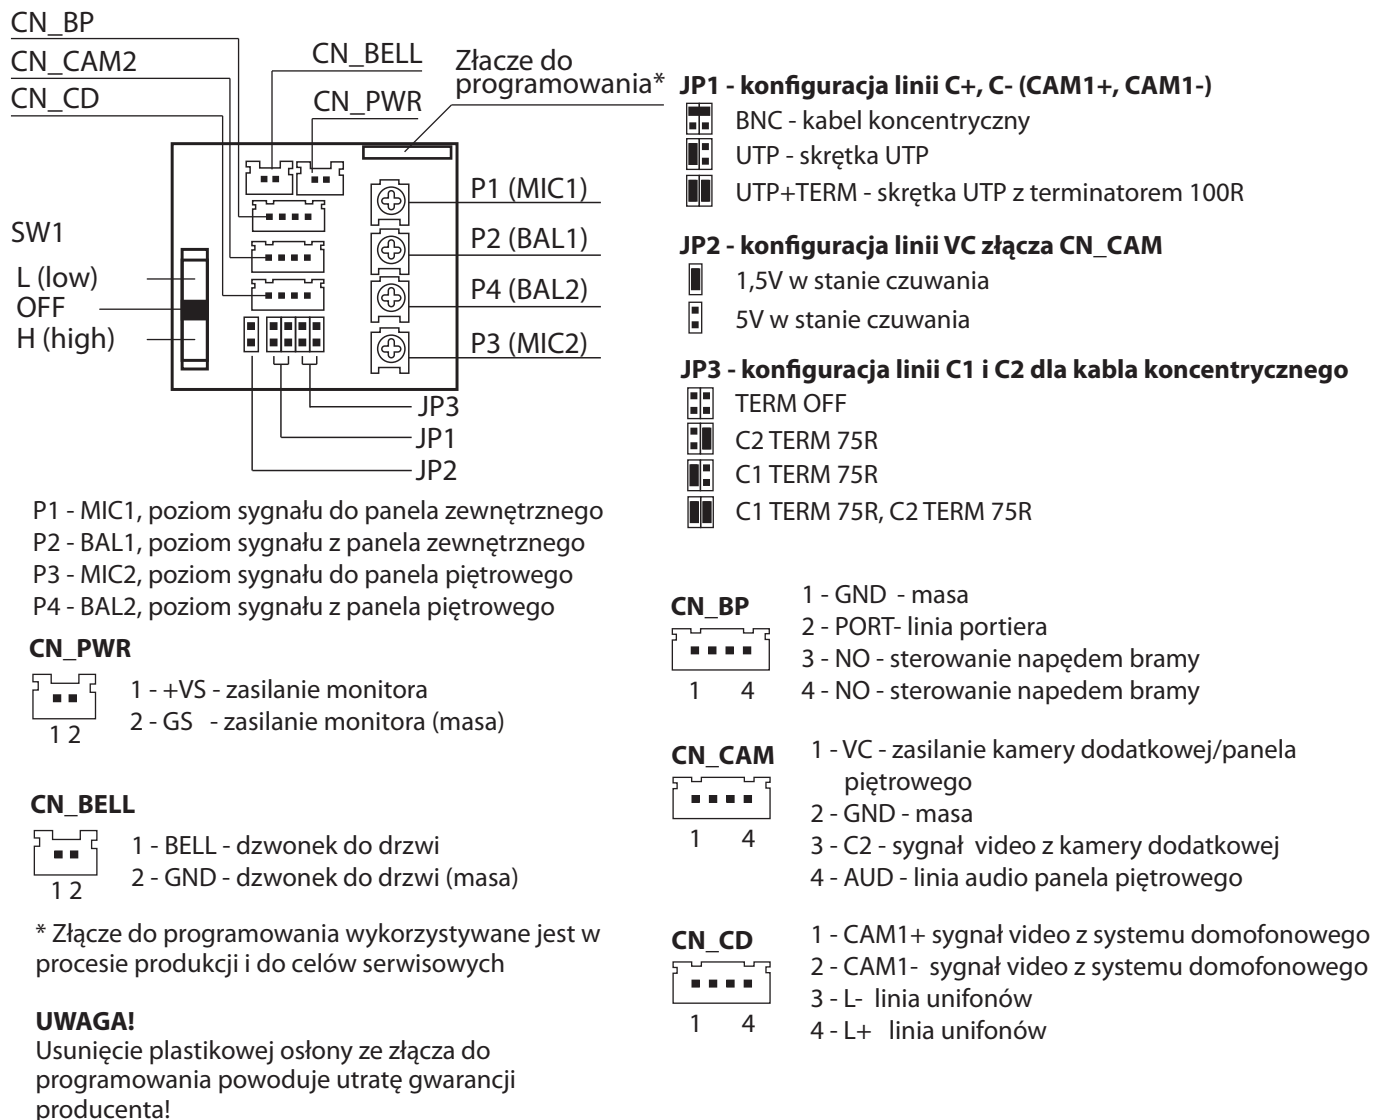 CN_BP
CN_CAM2
CN_CD
CN_BELL
CN_PWR
Złacze do
programowania*
P1 (MIC1)
P2 (BAL1)
P4 (BAL2)
P3 (MIC2)
SW1
L (low)
OFF
H (high)
JP3
JP1
JP2
P1 - MIC1, poziom sygnału do panela zewnętrznego
P2 - BAL1, poziom sygnału z panela zewnętrznego
P3 - MIC2, poziom sygnału do panela piętrowego
P4 - BAL2, poziom sygnału z panela piętrowego
CN_PWR
1 - +VS - zasilanie monitora
2 - GS - zasilanie monitora (masa)
1 2
CN_BELL
1 - BELL - dzwonek do drzwi
2 - GND - dzwonek do drzwi (masa)
1 2
* Złącze do programowania wykorzystywane jest w
procesie produkcji i do celów serwisowych
UWAGA!
Usunięcie plastikowej osłony ze złącza do
programowania powoduje utratę gwarancji
producenta!
JP1 - konfiguracja linii C+, C- (CAM1+, CAM1-)
BNC - kabel koncentryczny
UTP - skrętka UTP
UTP+TERM - skrętka UTP z terminatorem 100R
JP2 - konfiguracja linii VC złącza CN_CAM
1,5V w stanie czuwania
5V w stanie czuwania
JP3 - konfiguracja linii C1 i C2 dla kabla koncentrycznego
TERM OFF
C2 TERM 75R
C1 TERM 75R
C1 TERM 75R, C2 TERM 75R
CN_BP
1 4
1 - GND - masa
2 - PORT- linia portiera
3 - NO - sterowanie napędem bramy
4 - NO - sterowanie napedem bramy
CN_CAM
1 4
1 - VC - zasilanie kamery dodatkowej/panela
piętrowego
2 - GND - masa
3 - C2 - sygnał video z kamery dodatkowej
4 - AUD - linia audio panela piętrowego
CN_CD
1 4
1 - CAM1+ sygnał video z systemu domofonowego
2 - CAM1- sygnał video z systemu domofonowego
3 - L- linia unifonów
4 - L+ linia unifonów